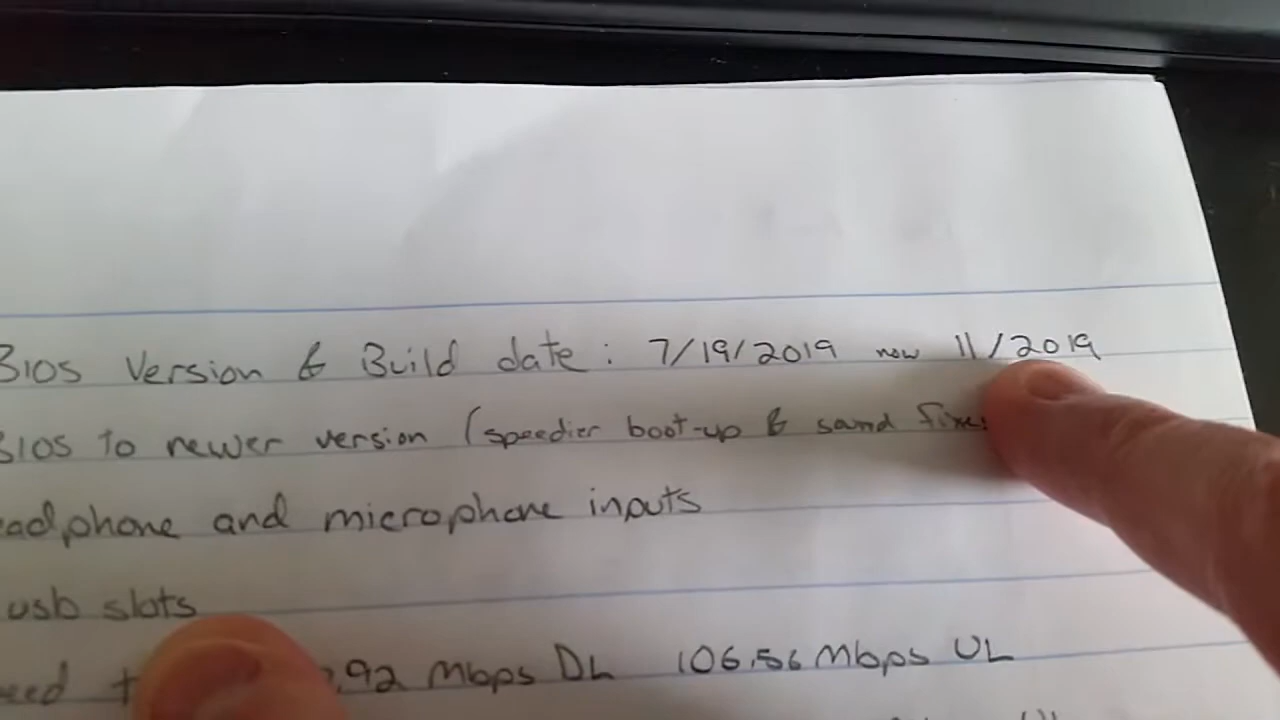 BIOS Version & Build date: 7/19/2019 now 11/2019
BIOS to newer version (speedier boot-up & sound fixes
adphone and microphone inputs
usb slots
eed t .92 Mbps DL 106.56 Mbps UL